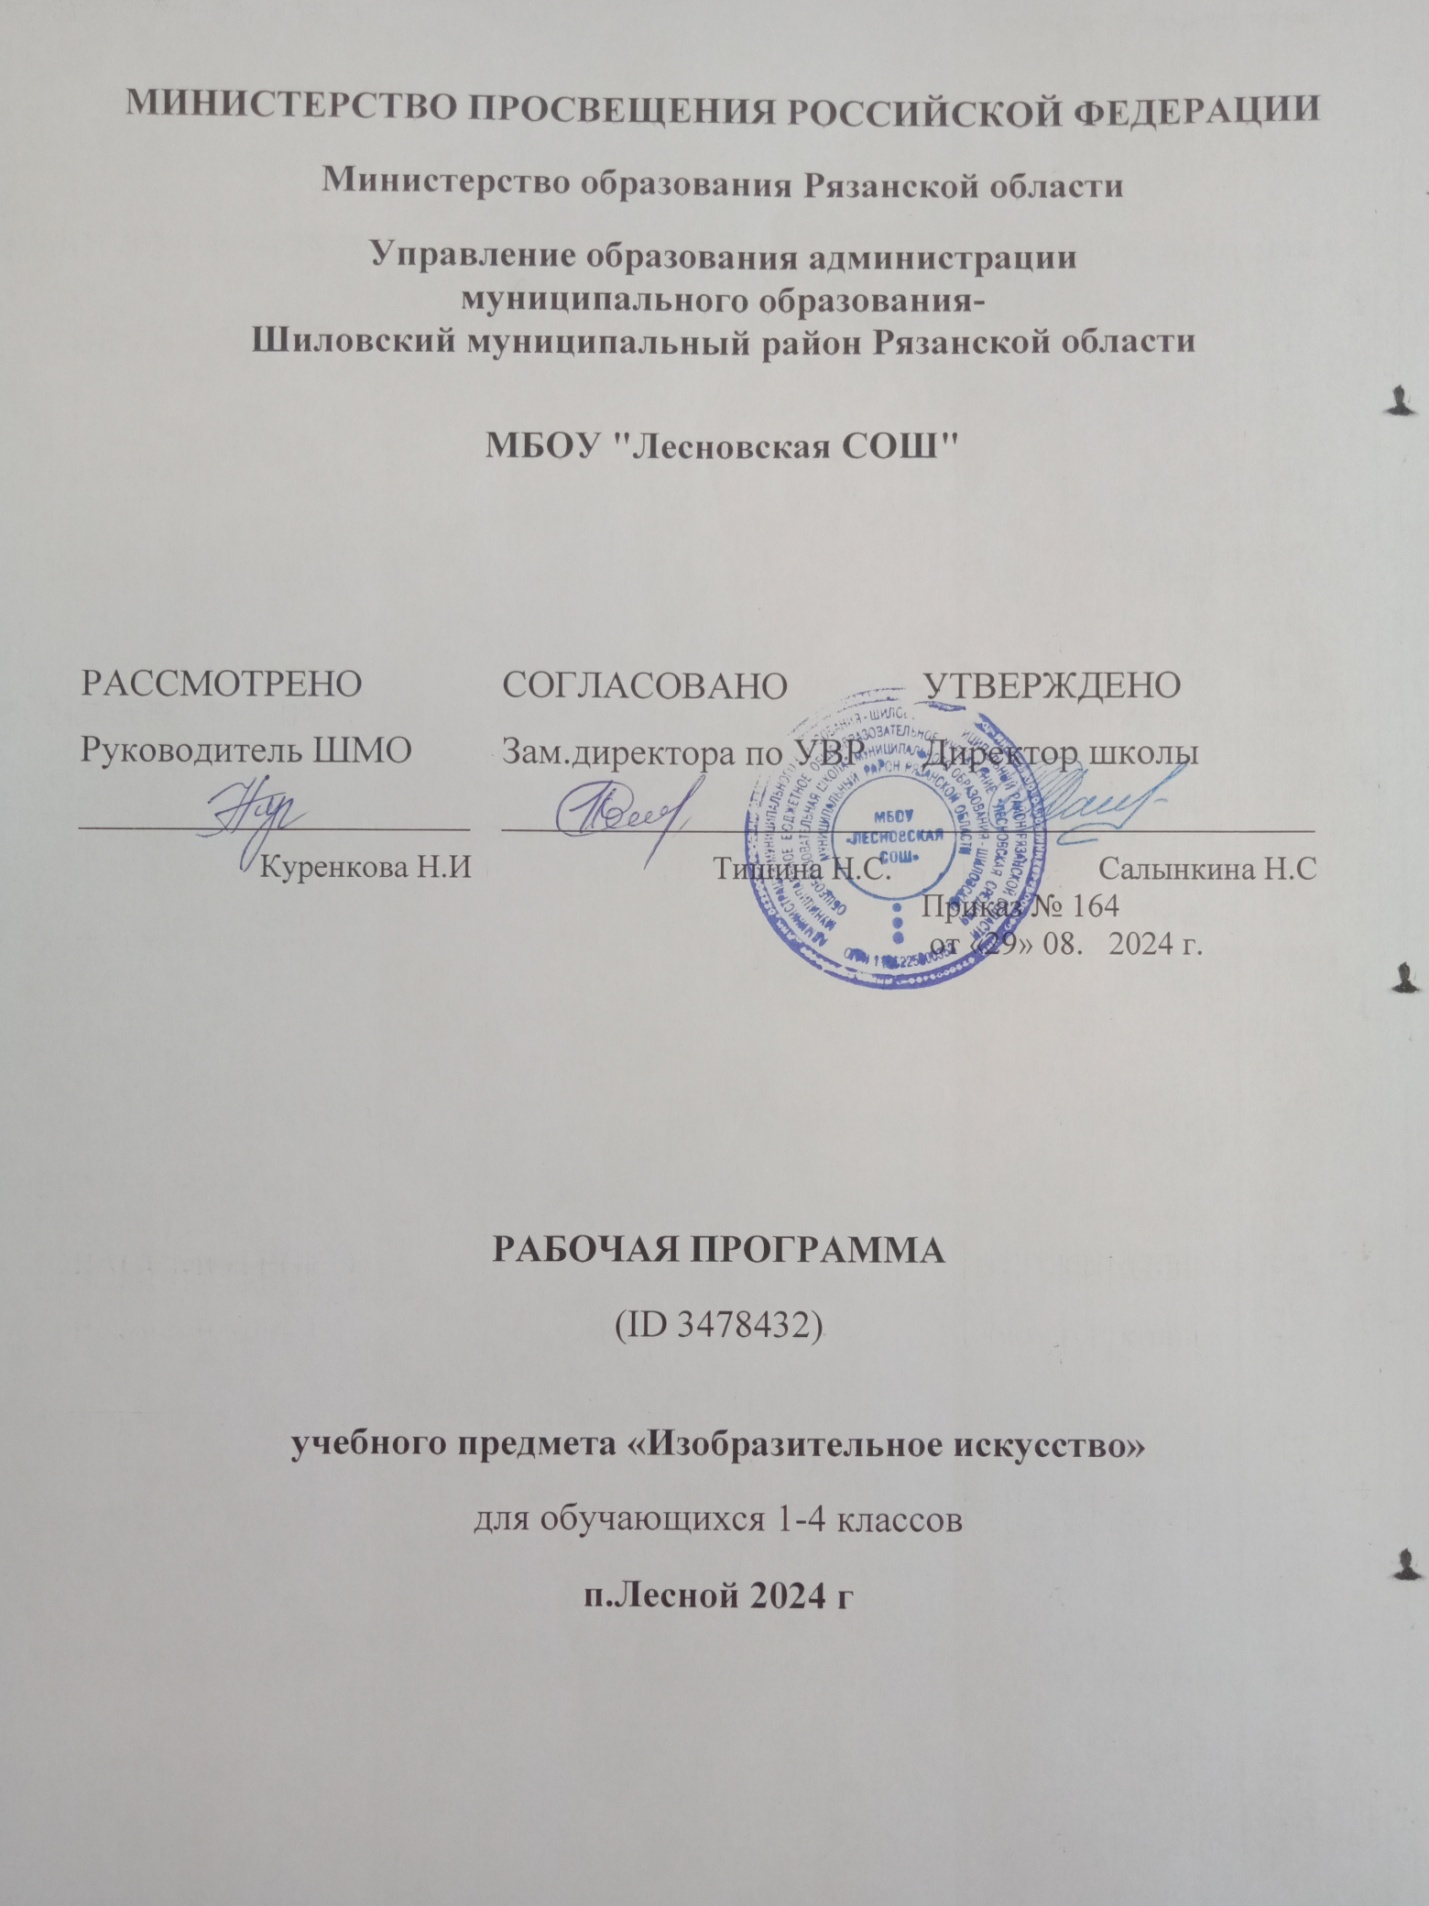 МИНИСТЕРСТВО ПРОСВЕЩЕНИЯ РОССИЙСКОЙ ФЕДЕРАЦИИ
Министерство образования Рязанской области
Управление образования администрации
муниципального образования-
Шиловский муниципальный район Рязанской области
МБОУ "Лесновская СОШ"
РАССМОТРЕНО
Руководитель ШМО
Куренкова Н.И
СОГЛАСОВАНО
Зам.директора по УВР
Тишина Н.С.
УТВЕРЖДЕНО
Директор школы
Салынкина Н.С
Приказ № 164
от «29» 08. 2024 г.
МБОУ
«ЛЕСНОВСКАЯ
СОШ»
РАБОЧАЯ ПРОГРАММА
(ID 3478432)
учебного предмета «Изобразительное искусство»
для обучающихся 1-4 классов
п.Лесной 2024 г